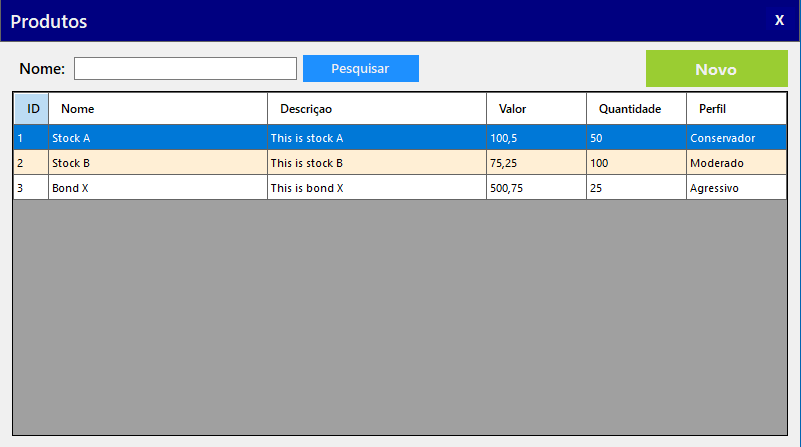 Produtos X
Nome: Pesquisar Novo
ID Nome Descriçao Valor Quantidade Perfil
1 Stock A This is stock A 100,5 50 Conservador
2 Stock B This is stock B 75,25 100 Moderado
3 Bond X This is bond X 500,75 25 Agressivo